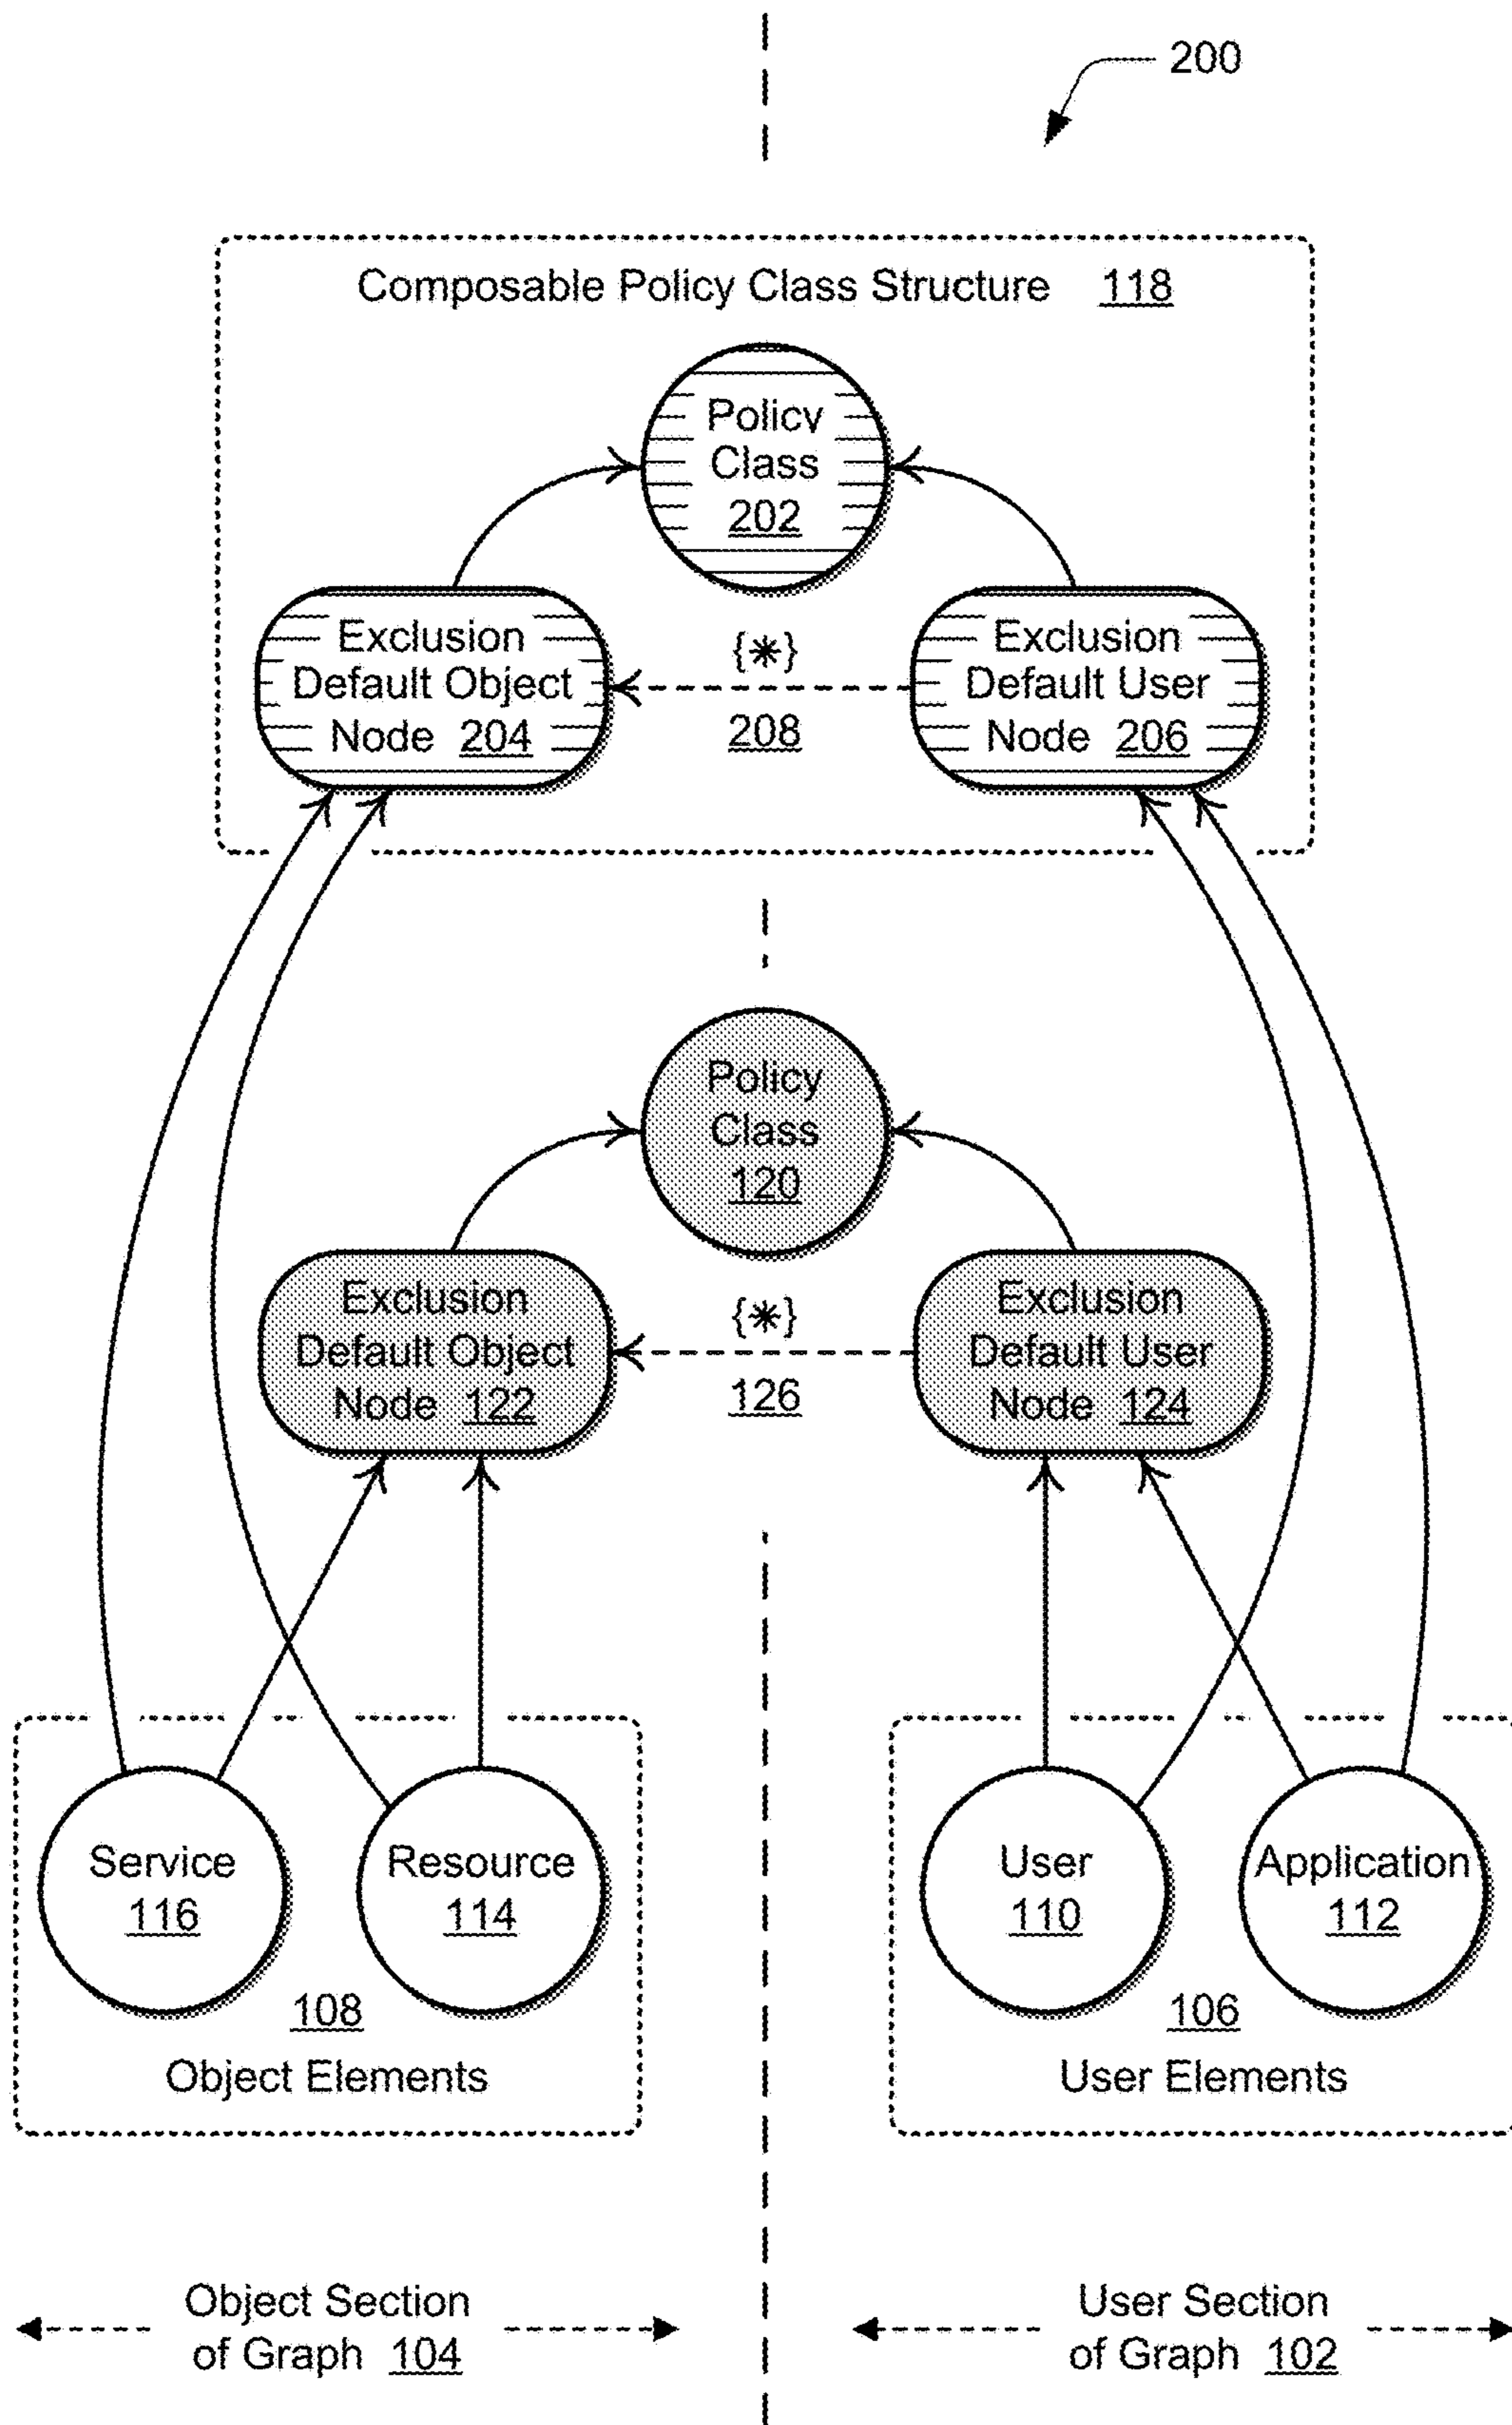 200
Composable Policy Class Structure 118
Policy
Class
202
Exclusion
Default Object
Node 204
{*}
208
Exclusion
Default User
Node 206
Policy
Class
120
Exclusion
Default Object
Node 122
{*}
126
Exclusion
Default User
Node 124
Service
116
Resource
114
108
Object Elements
User
110
Application
112
106
User Elements
Object Section
of Graph 104
User Section
of Graph 102